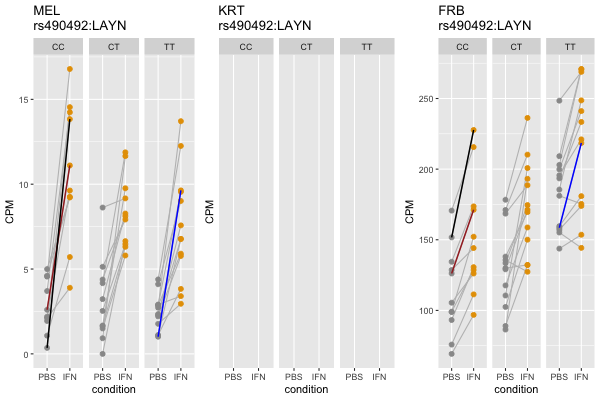 MEL
rs490492:LAYN
CC CT TT
CPM
15
10
5
0
PBS IFN PBS IFN PBS IFN
condition
KRT
rs490492:LAYN
CC CT TT
CPM
PBS IFN PBS IFN PBS IFN
condition
FRB
rs490492:LAYN
CC CT TT
CPM
250
200
150
100
PBS IFN PBS IFN PBS IFN
condition